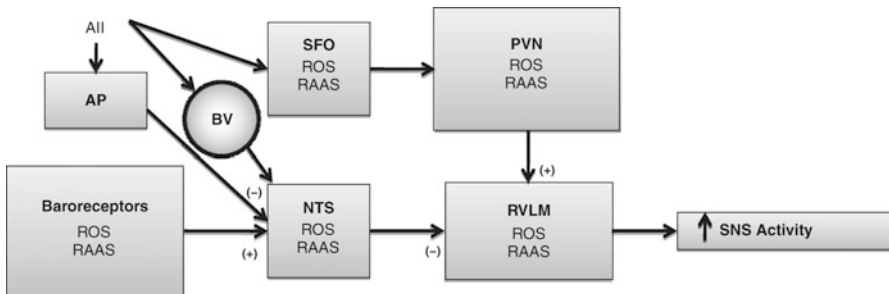 AII
SFO
ROS
RAAS
PVN
ROS
RAAS
AP
BV
(+)
(–)
Baroreceptors
ROS
RAAS
NTS
ROS
RAAS
RVLM
ROS
RAAS
SNS Activity
(+)
(–)